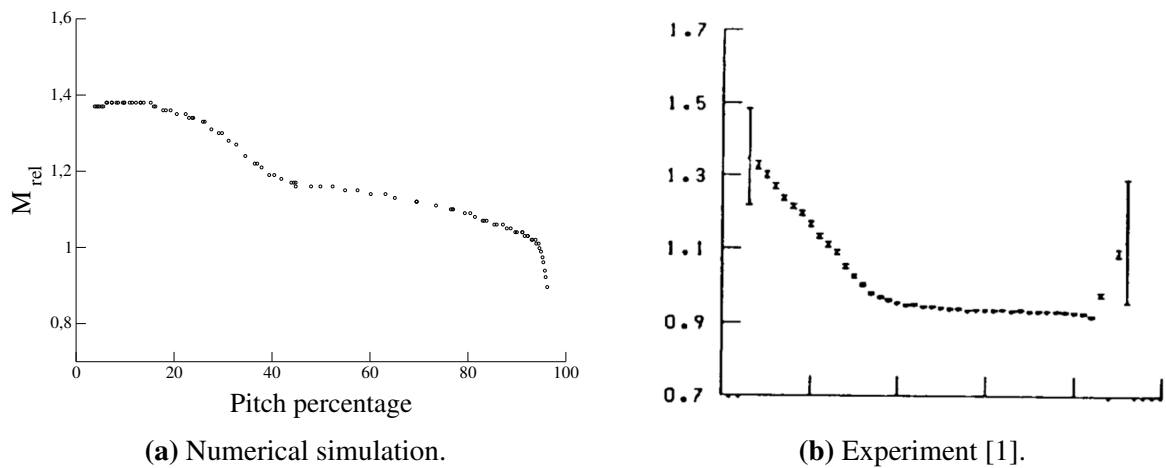 1,6
1,4
1,2
1
0,8
M_rel
0 20 40 60 80 100
Pitch percentage
(a) Numerical simulation.
1.7
1.5
1.3
1.1
0.9
0.7
(b) Experiment [1].